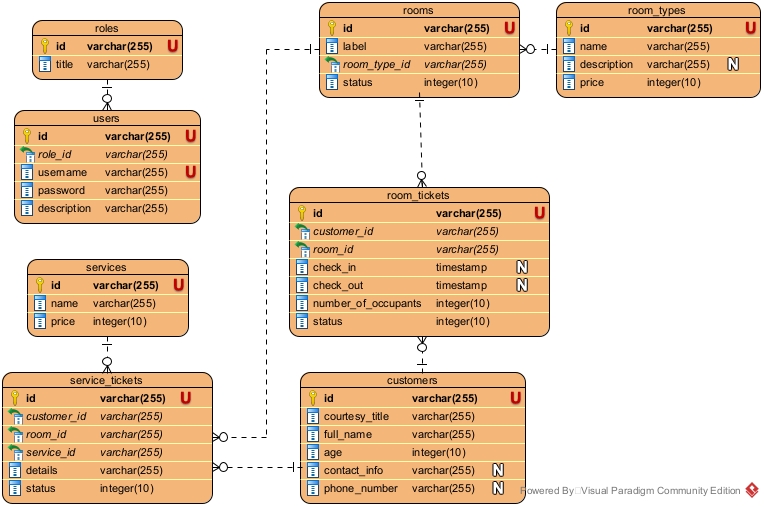 roles
id varchar(255) U
title varchar(255)
users
id varchar(255) U
role_id varchar(255)
username varchar(255) U
password varchar(255)
description varchar(255)
services
id varchar(255) U
name varchar(255)
price integer(10)
service_tickets
id varchar(255) U
customer_id varchar(255)
room_id varchar(255)
service_id varchar(255)
details varchar(255)
status integer(10)
rooms
id varchar(255) U
label varchar(255)
room_type_id varchar(255)
status integer(10)
room_types
id varchar(255) U
name varchar(255)
description varchar(255) N
price integer(10)
room_tickets
id varchar(255) U
customer_id varchar(255)
room_id varchar(255)
check_in timestamp N
check_out timestamp N
number_of_occupants integer(10)
status integer(10)
customers
id varchar(255) U
courtesy_title varchar(255)
full_name varchar(255)
age integer(10)
contact_info varchar(255) N
phone_number varchar(255) N
Powered By Visual Paradigm Community Edition